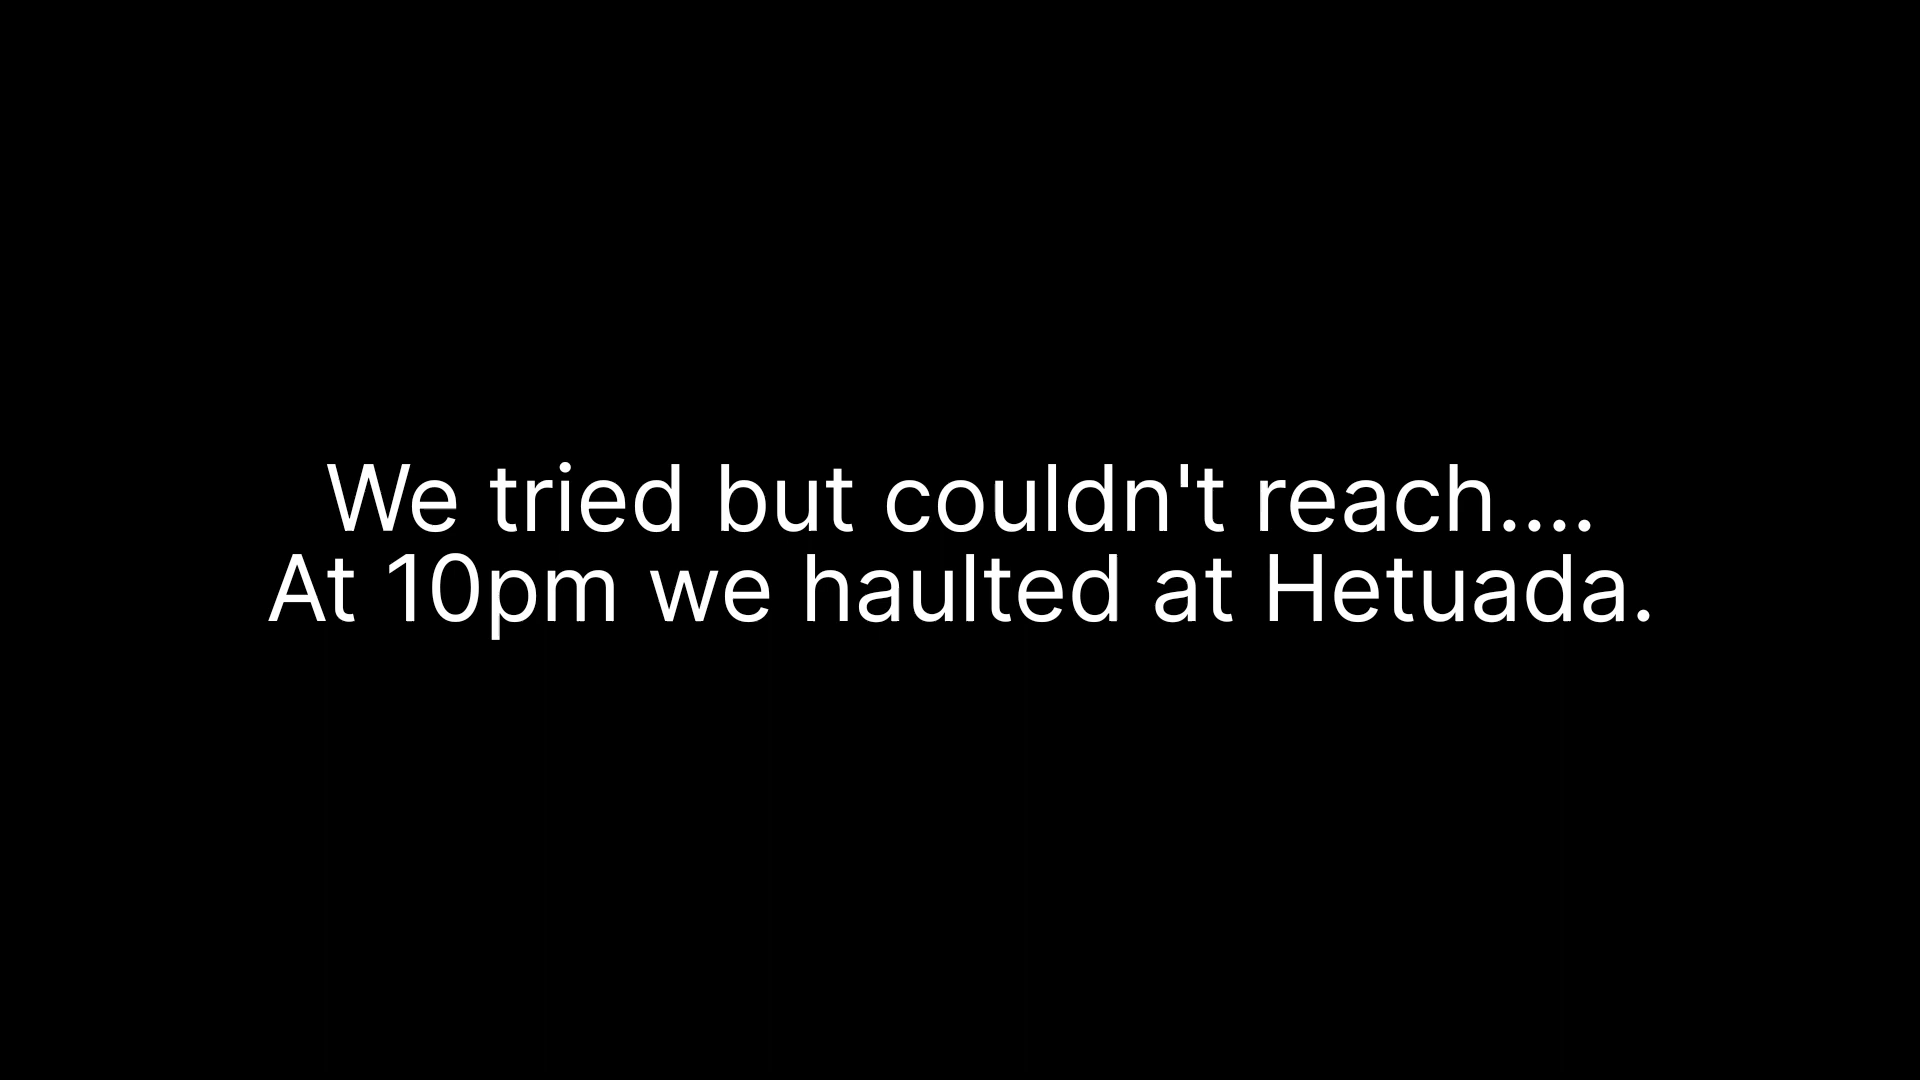 We tried but couldn't reach....
At 10pm we haulted at Hetuada.